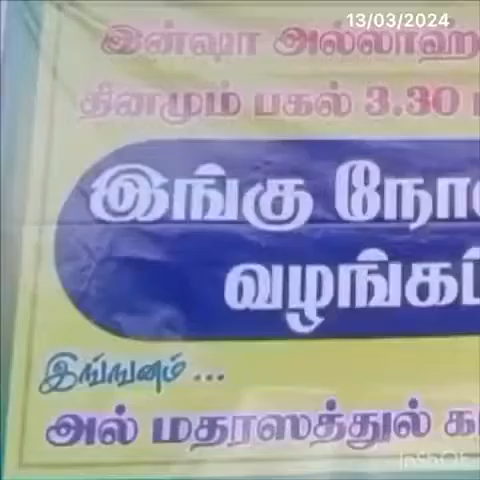 13/03/2024
இன்ஷா அல்லாஹ்
தினமும் பகல் 3.30
இங்கு நோ
வழங்கப்
இங்ஙனம் ...
அல் மதரஸத்துல் கா